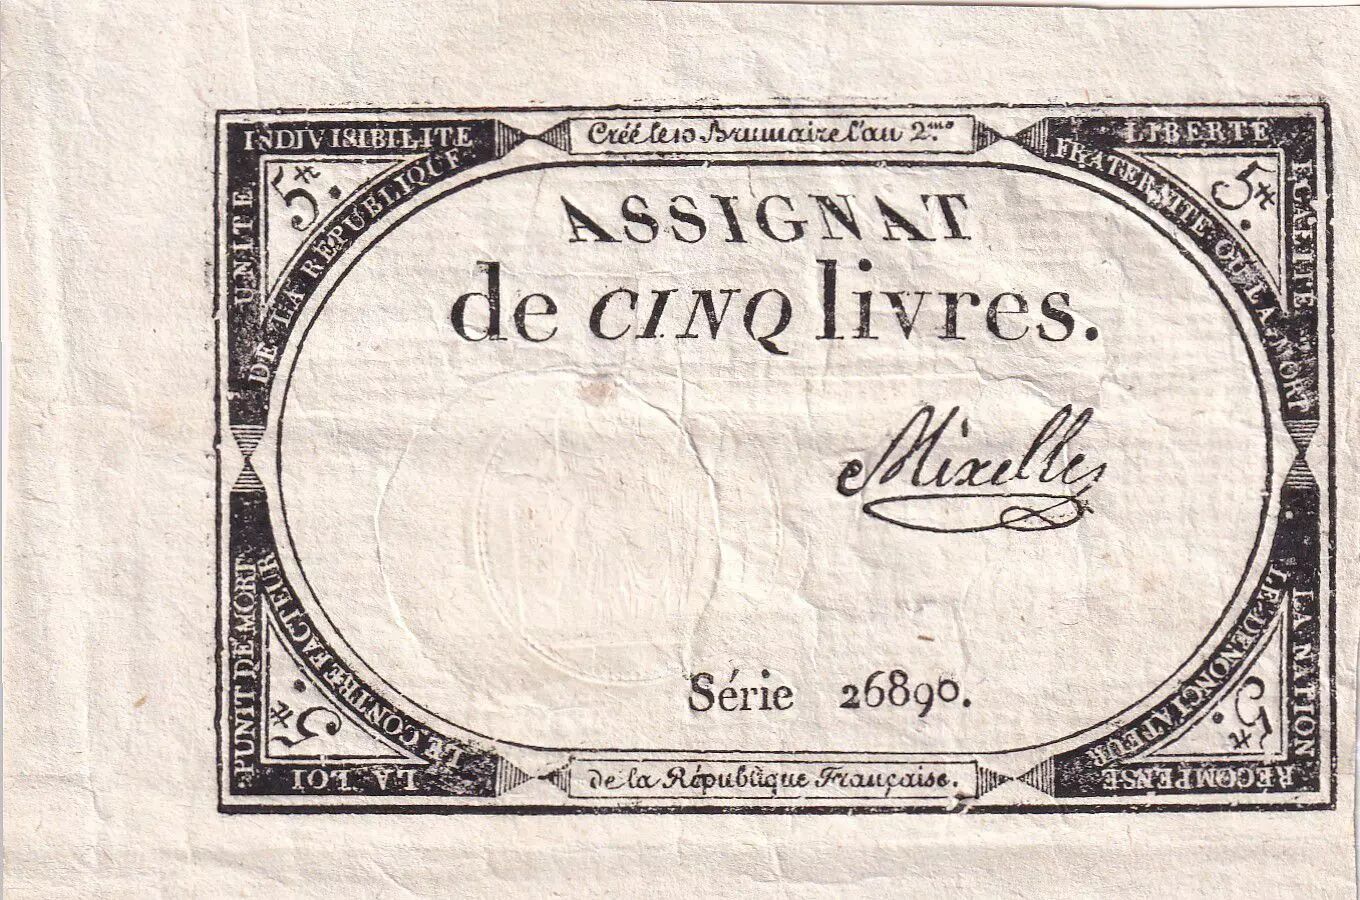 Créé le 10 Brumaire l'an 2.me
INDIVISIBILITE
UNITE
DE LA REPUBLIQUE
5#.
LIBERTE
EGALITE
FRATERNITE OU LA MORT
5#.
ASSIGNAT
de CINQ livres.
Mixelle
Série 26890.
LA LOI
PUNIT DE MORT
LE CONTREFACTEUR
5#.
LA NATION
RECOMPENSE
LE DENONCIATEUR
5#.
de la République Française.